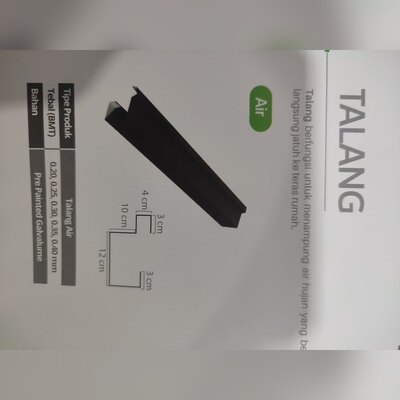 TALANG
Talang berfungsi untuk menampung air hujan yang be
langsung jatuh ke teras rumah.
Air
3 cm
4 cm
10 cm
3 cm
12 cm
Tipe Produk Talang Air
Tebal (BMT) 0.20, 0.25, 0.30, 0.35, 0.40 mm
Bahan Pre Painted Galvalume